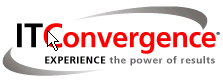 ITConvergence®
EXPERIENCE the power of results